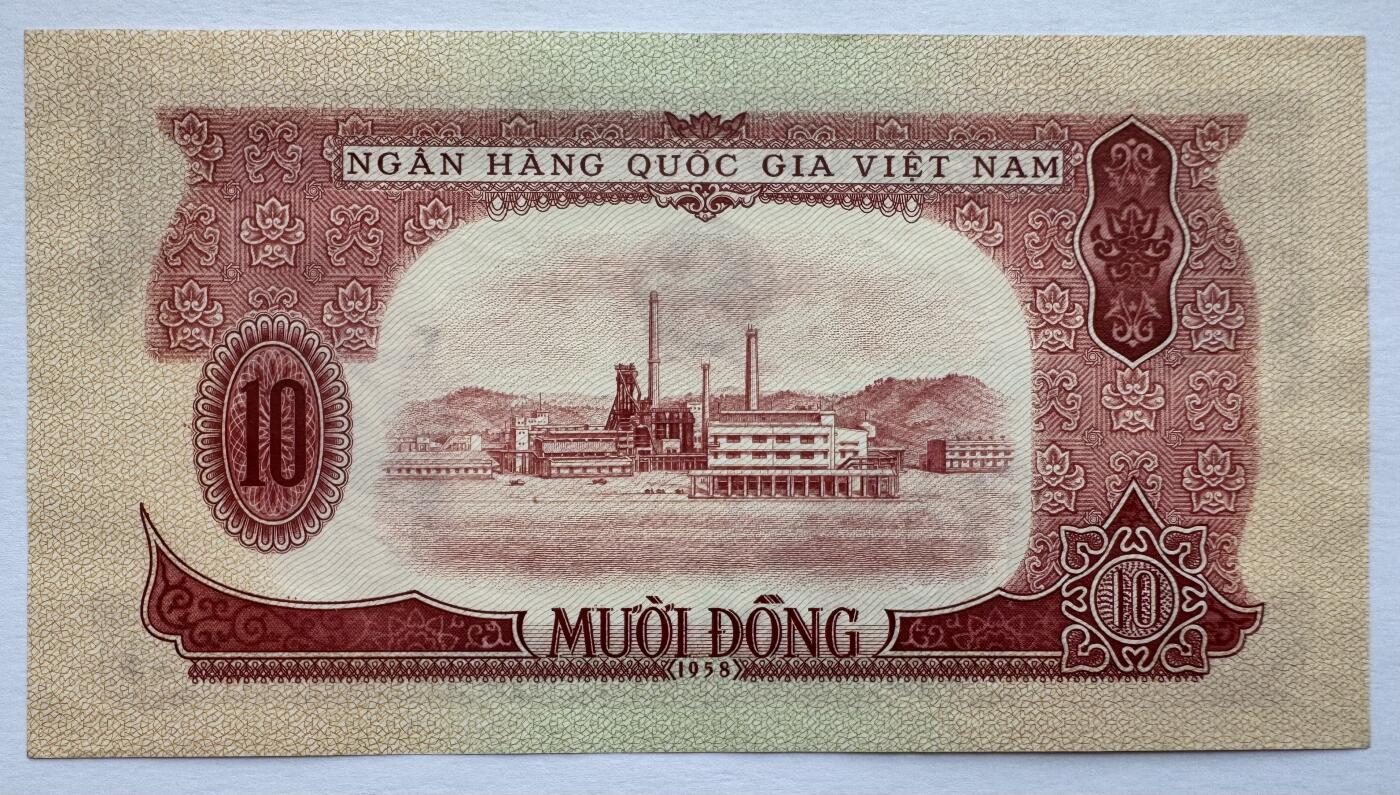 NGÂN HÀNG QUỐC GIA VIỆT NAM
10
10
MƯỜI ĐỒNG
1958